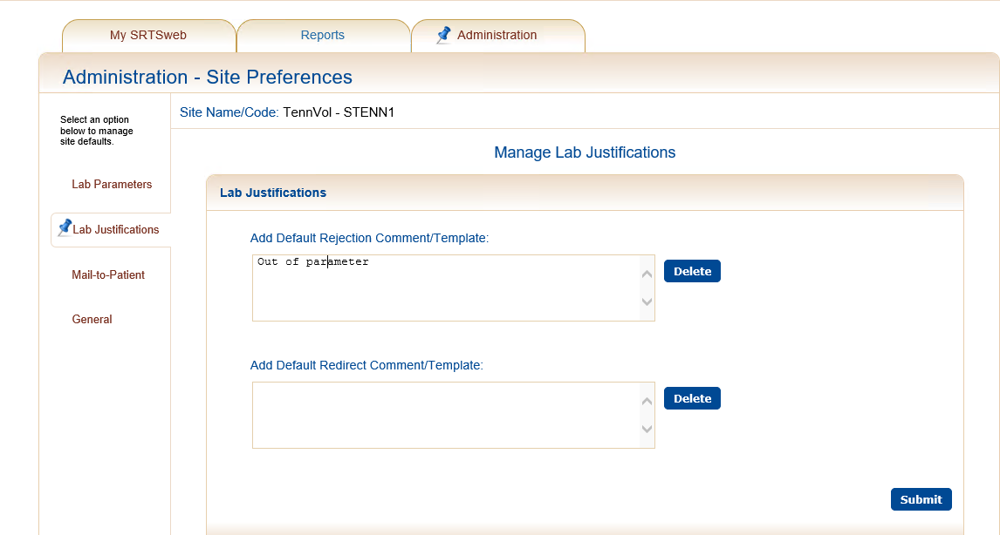 My SRTSweb
Reports
Administration
Administration - Site Preferences
Select an option
below to manage
site defaults.
Site Name/Code: TennVol - STENN1
Manage Lab Justifications
Lab Parameters
Lab Justifications
Mail-to-Patient
General
Lab Justifications
Add Default Rejection Comment/Template:
Out of parameter
Delete
Add Default Redirect Comment/Template:
Delete
Submit